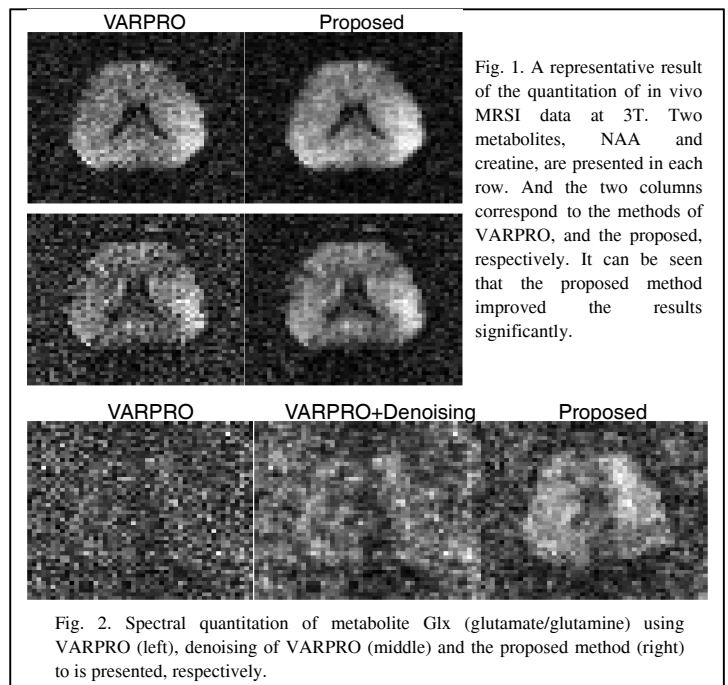 VARPRO Proposed
Fig. 1. A representative result
of the quantitation of in vivo
MRSI data at 3T. Two
metabolites, NAA and
creatine, are presented in each
row. And the two columns
correspond to the methods of
VARPRO, and the proposed,
respectively. It can be seen
that the proposed method
improved the results
significantly.
VARPRO VARPRO+Denoising Proposed
Fig. 2. Spectral quantitation of metabolite Glx (glutamate/glutamine) using
VARPRO (left), denoising of VARPRO (middle) and the proposed method (right)
to is presented, respectively.